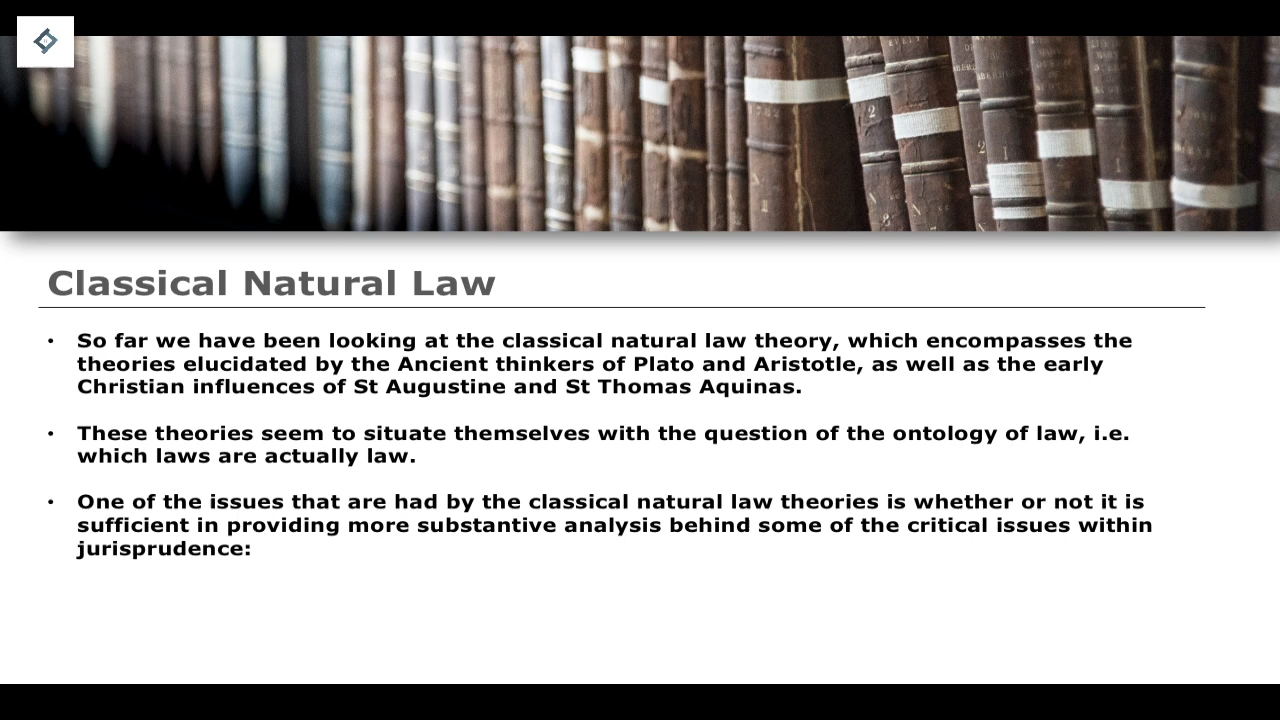 Classical Natural Law
• So far we have been looking at the classical natural law theory, which encompasses the
theories elucidated by the Ancient thinkers of Plato and Aristotle, as well as the early
Christian influences of St Augustine and St Thomas Aquinas.
• These theories seem to situate themselves with the question of the ontology of law, i.e.
which laws are actually law.
• One of the issues that are had by the classical natural law theories is whether or not it is
sufficient in providing more substantive analysis behind some of the critical issues within
jurisprudence: